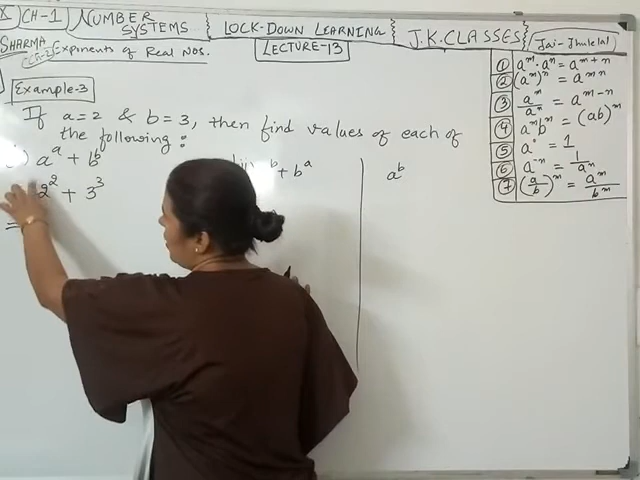 X) CH-1 NUMBER SYSTEMS LOCK-DOWN LEARNING J.K.CLASSES
SHARMA Exponents of Real Nos. LECTURE-13 Jai-Jhulelal
Example-3
If a=2 & b=3, then find values of each of
the following:
a^a + b^b
b + b^a
a^b
2^2 + 3^3
=
① a^m . a^n = a^{m+n}
② (a^m)^n = a^{mn}
③ a^m/a^n = a^{m-n}
④ a^m b^m = (ab)^m
⑤ a^0 = 1
⑥ a^{-n} = 1/a^n
⑦ (a/b)^m = a^m/b^m